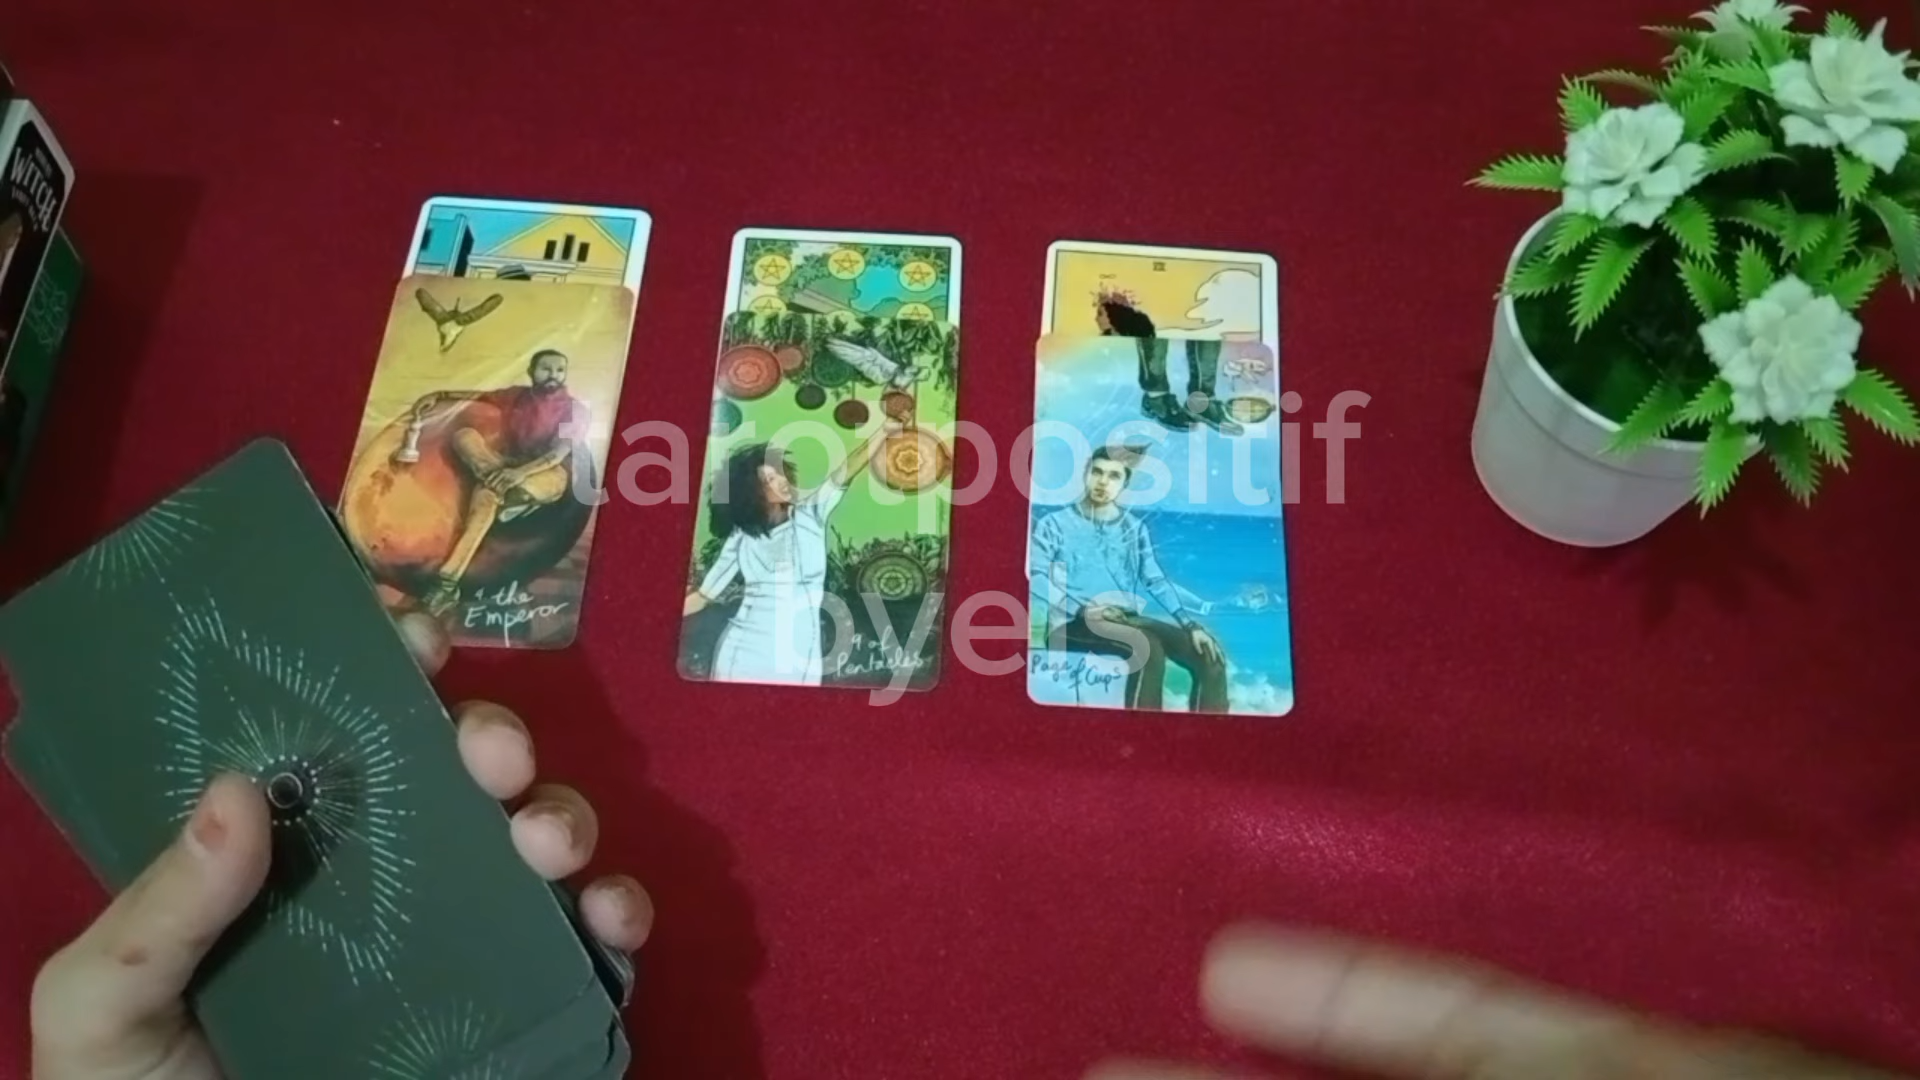 WITCH
tarotpositif
byels
4 the
Emperor
9 of
Pentacles
Page
of
Cups